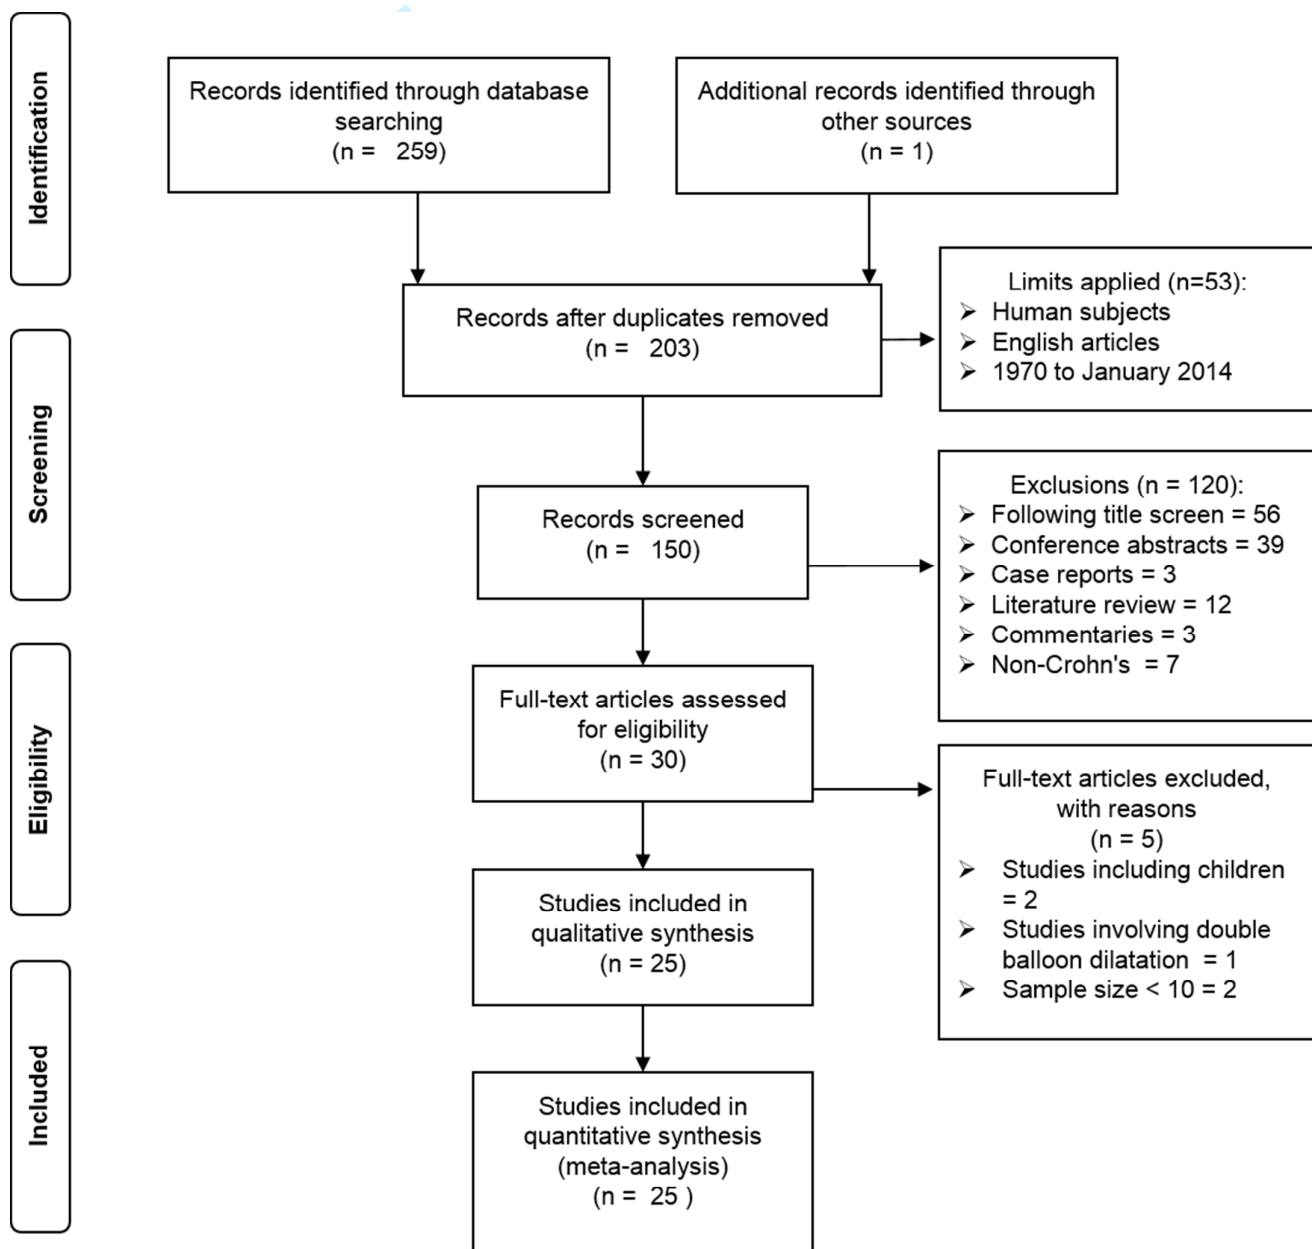 Identification
Records identified through database
searching
(n = 259)
Additional records identified through
other sources
(n = 1)
Records after duplicates removed
(n = 203)
Limits applied (n=53):
➢ Human subjects
➢ English articles
➢ 1970 to January 2014
Screening
Records screened
(n = 150)
Exclusions (n = 120):
➢ Following title screen = 56
➢ Conference abstracts = 39
➢ Case reports = 3
➢ Literature review = 12
➢ Commentaries = 3
➢ Non-Crohn's = 7
Eligibility
Full-text articles assessed
for eligibility
(n = 30)
Full-text articles excluded,
with reasons
(n = 5)
➢ Studies including children
= 2
➢ Studies involving double
balloon dilatation = 1
➢ Sample size < 10 = 2
Studies included in
qualitative synthesis
(n = 25)
Included
Studies included in
quantitative synthesis
(meta-analysis)
(n = 25 )